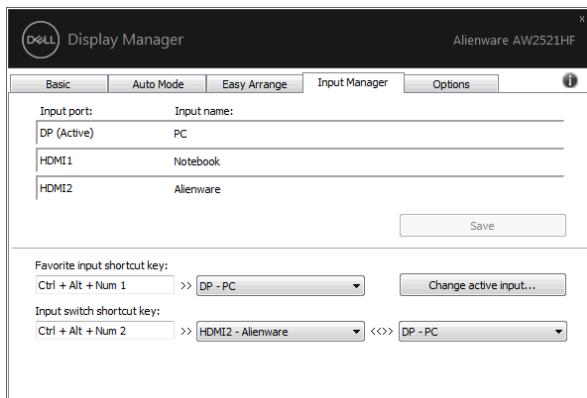 DELL Display Manager Alienware AW2521HF x
Basic Auto Mode Easy Arrange Input Manager Options i
Input port: Input name:
DP (Active) PC
HDMI1 Notebook
HDMI2 Alienware
Save
Favorite input shortcut key:
Ctrl + Alt + Num 1 >> DP - PC Change active input...
Input switch shortcut key:
Ctrl + Alt + Num 2 >> HDMI2 - Alienware <<>> DP - PC